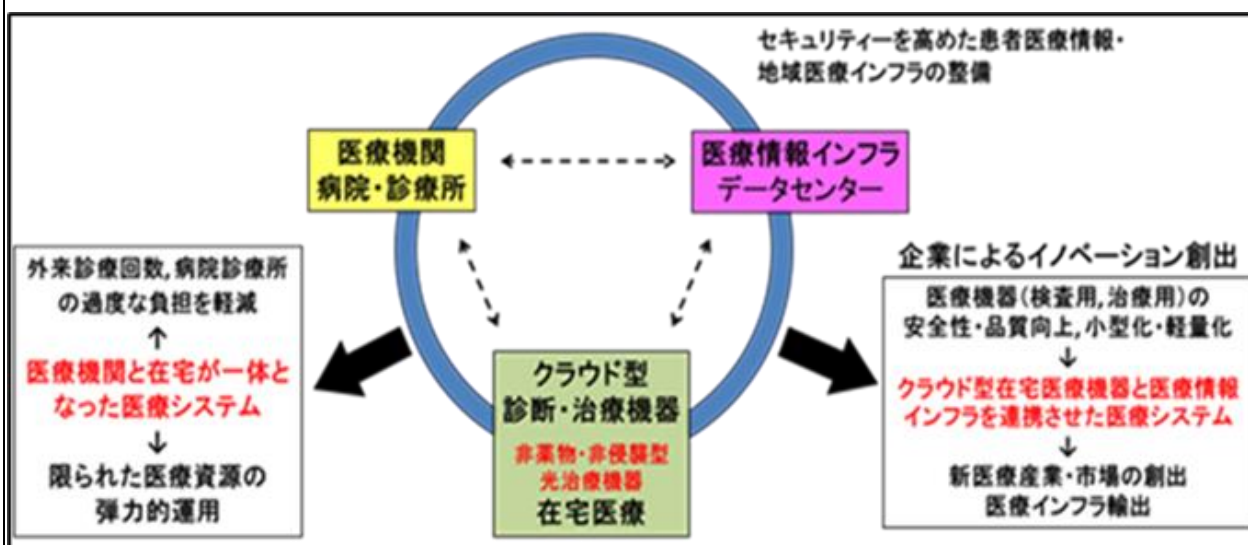 セキュリティーを高めた患者医療情報・
地域医療インフラの整備
医療機関
病院・診療所
医療情報インフラ
データセンター
外来診療回数,病院診療所
の過度な負担を軽減
↑
医療機関と在宅が一体と
なった医療システム
↓
限られた医療資源の
弾力的運用
クラウド型
診断・治療機器
非薬物・非侵襲型
光治療機器
在宅医療
企業によるイノベーション創出
医療機器(検査用,治療用)の
安全性・品質向上,小型化・軽量化
↓
クラウド型在宅医療機器と医療情報
インフラを連携させた医療システム
↓
新医療産業・市場の創出
医療インフラ輸出